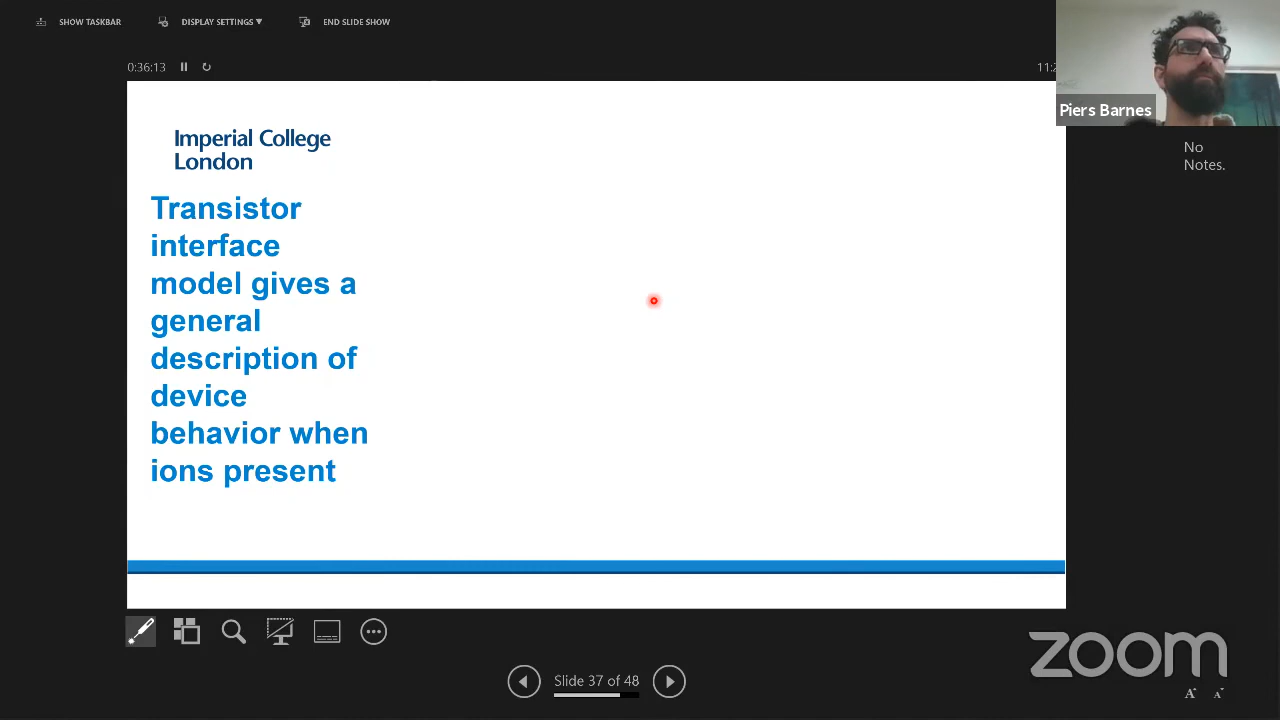 SHOW TASKBAR
DISPLAY SETTINGS
END SLIDE SHOW
0:36:13
Piers Barnes
No
Notes.
Imperial College
London
Transistor
interface
model gives a
general
description of
device
behavior when
ions present
zoom
Slide 37 of 48
A A